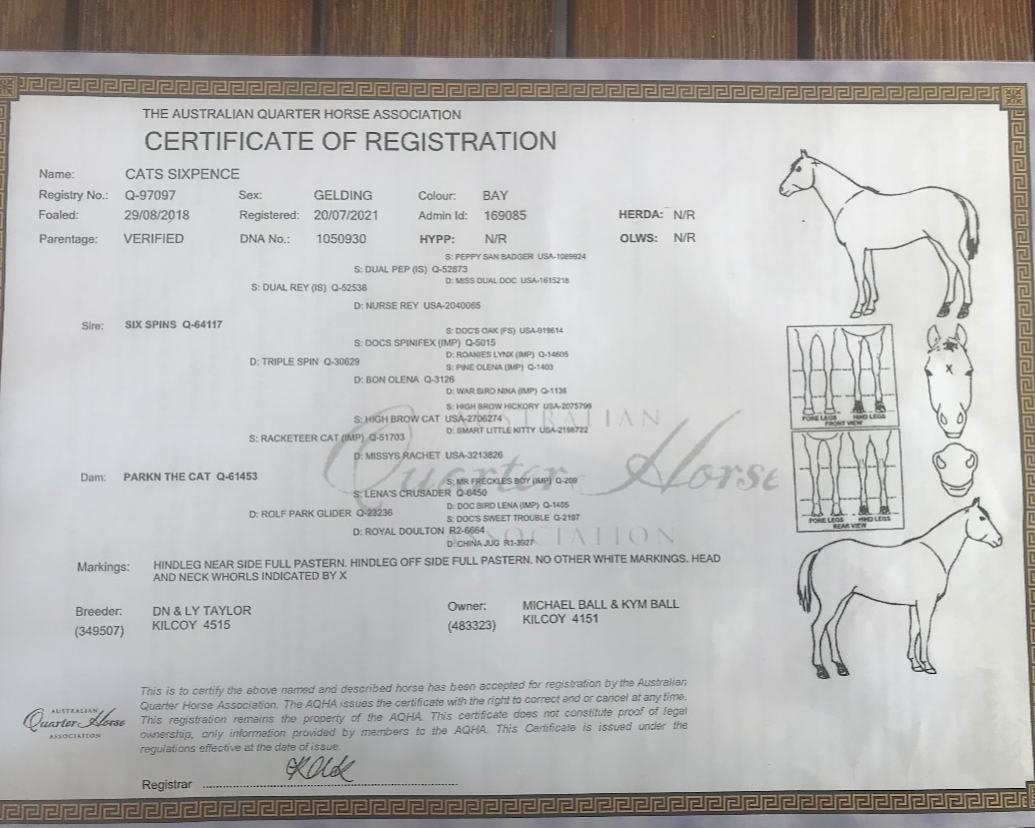 THE AUSTRALIAN QUARTER HORSE ASSOCIATION
CERTIFICATE OF REGISTRATION
Name: CATS SIXPENCE
Registry No.: Q-97097 Sex: GELDING Colour: BAY
Foaled: 29/08/2018 Registered: 20/07/2021 Admin Id: 169085 HERDA: N/R
Parentage: VERIFIED DNA No.: 1050930 HYPP: N/R OLWS: N/R
S: PEPPY SAN BADGER USA-1089924
S: DUAL PEP (IS) Q-52873
D: MISS DUAL DOC USA-1615218
S: DUAL REY (IS) Q-52538
D: NURSE REY USA-2040065
Sire: SIX SPINS Q-64117
S: DOC'S OAK (FS) USA-919614
S: DOCS SPINIFEX (IMP) Q-5015
D: ROANIES LYNX (IMP) Q-14605
D: TRIPLE SPIN Q-30629
S: PINE OLENA (IMP) Q-1403
D: BON OLENA Q-3126
D: WAR BIRD NINA (IMP) Q-1136
S: HIGH BROW HICKORY USA-2075796
S: HIGH BROW CAT USA-2706274
D: SMART LITTLE KITTY USA-2198722
S: RACKETEER CAT (IMP) Q-51703
D: MISSYS RACHET USA-3213826
Dam: PARKN THE CAT Q-61453
S: MR FRECKLES BOY (IMP) Q-209
S: LENA'S CRUSADER Q-6450
D: DOC BIRD LENA (IMP) Q-1405
D: ROLF PARK GLIDER Q-23236
S: DOC'S SWEET TROUBLE Q-2197
D: ROYAL DOULTON R2-6664
D: CHINA JUG R1-3927
AUSTRALIAN
Quarter Horse
ASSOCIATION
FORE LEGS HIND LEGS
FRONT VIEW
FORE LEGS HIND LEGS
REAR VIEW
X
Markings: HINDLEG NEAR SIDE FULL PASTERN. HINDLEG OFF SIDE FULL PASTERN. NO OTHER WHITE MARKINGS. HEAD
AND NECK WHORLS INDICATED BY X
Breeder: DN & LY TAYLOR Owner: MICHAEL BALL & KYM BALL
(349507) KILCOY 4515 (483323) KILCOY 4151
This is to certify the above named and described horse has been accepted for registration by the Australian
Quarter Horse Association. The AQHA issues the certificate with the right to correct and or cancel at any time.
This registration remains the property of the AQHA. This certificate does not constitute proof of legal
ownership, only information provided by members to the AQHA. This Certificate is issued under the
regulations effective at the date of issue.
AUSTRALIAN
Quarter Horse
ASSOCIATION
Registrar